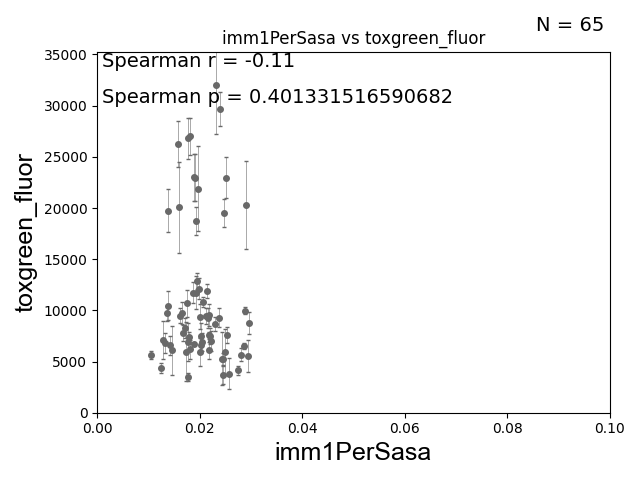 N = 65
imm1PerSasa vs toxgreen_fluor
Spearman r = -0.11
Spearman p = 0.401331516590682
toxgreen_fluor
35000
30000
25000
20000
15000
10000
5000
0
0.00 0.02 0.04 0.06 0.08 0.10
imm1PerSasa